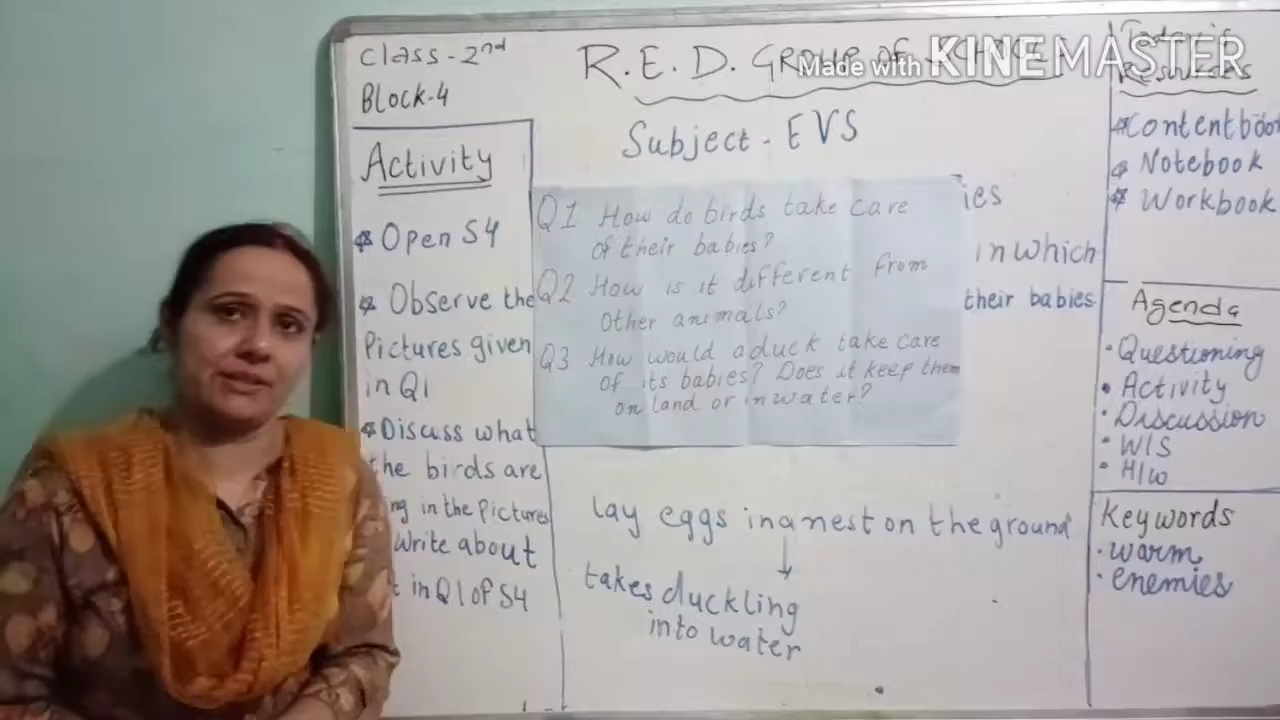 Class-2nd
Block-4
R.E.D. GROUP OF
Made with KINEMASTER
Subject - EVS
Activity
Open S4
Observe the
Pictures given
in Q1
Discuss what
the birds are
ng in the Pictures
Write about
t in Q1 of S4
Q1 How do birds take care
of their babies?
Q2 How is it different from
Other animals?
Q3 How would a duck take care
of its babies? Does it keep them
on land or in water?
ies
in which
their babies
lay eggs in a nest on the ground
↓
takes duckling
into water
Today's
Resources
Notebook
Workbook
Agenda
• Questioning
• Activity
• Discussion
• W/S
• H/W
Keywords
• warm
• enemies